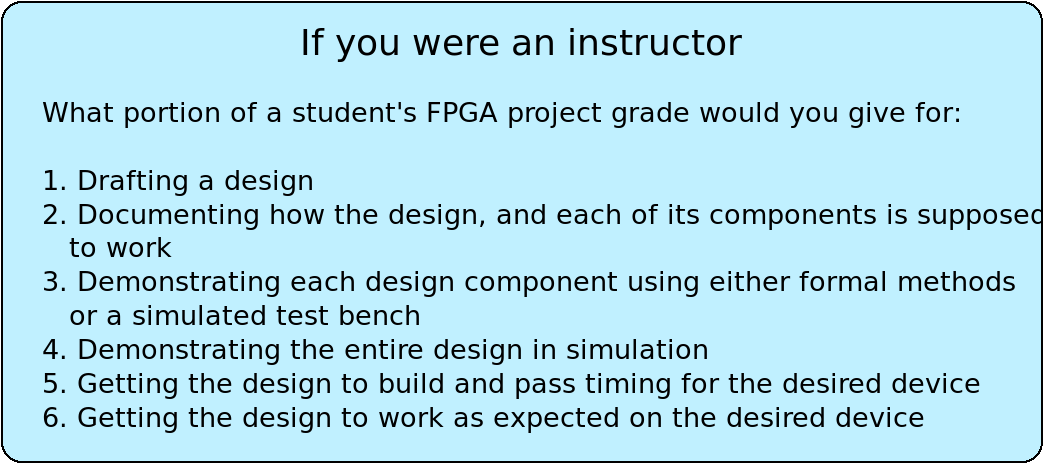 If you were an instructor
What portion of a student's FPGA project grade would you give for:
1. Drafting a design
2. Documenting how the design, and each of its components is supposed
to work
3. Demonstrating each design component using either formal methods
or a simulated test bench
4. Demonstrating the entire design in simulation
5. Getting the design to build and pass timing for the desired device
6. Getting the design to work as expected on the desired device